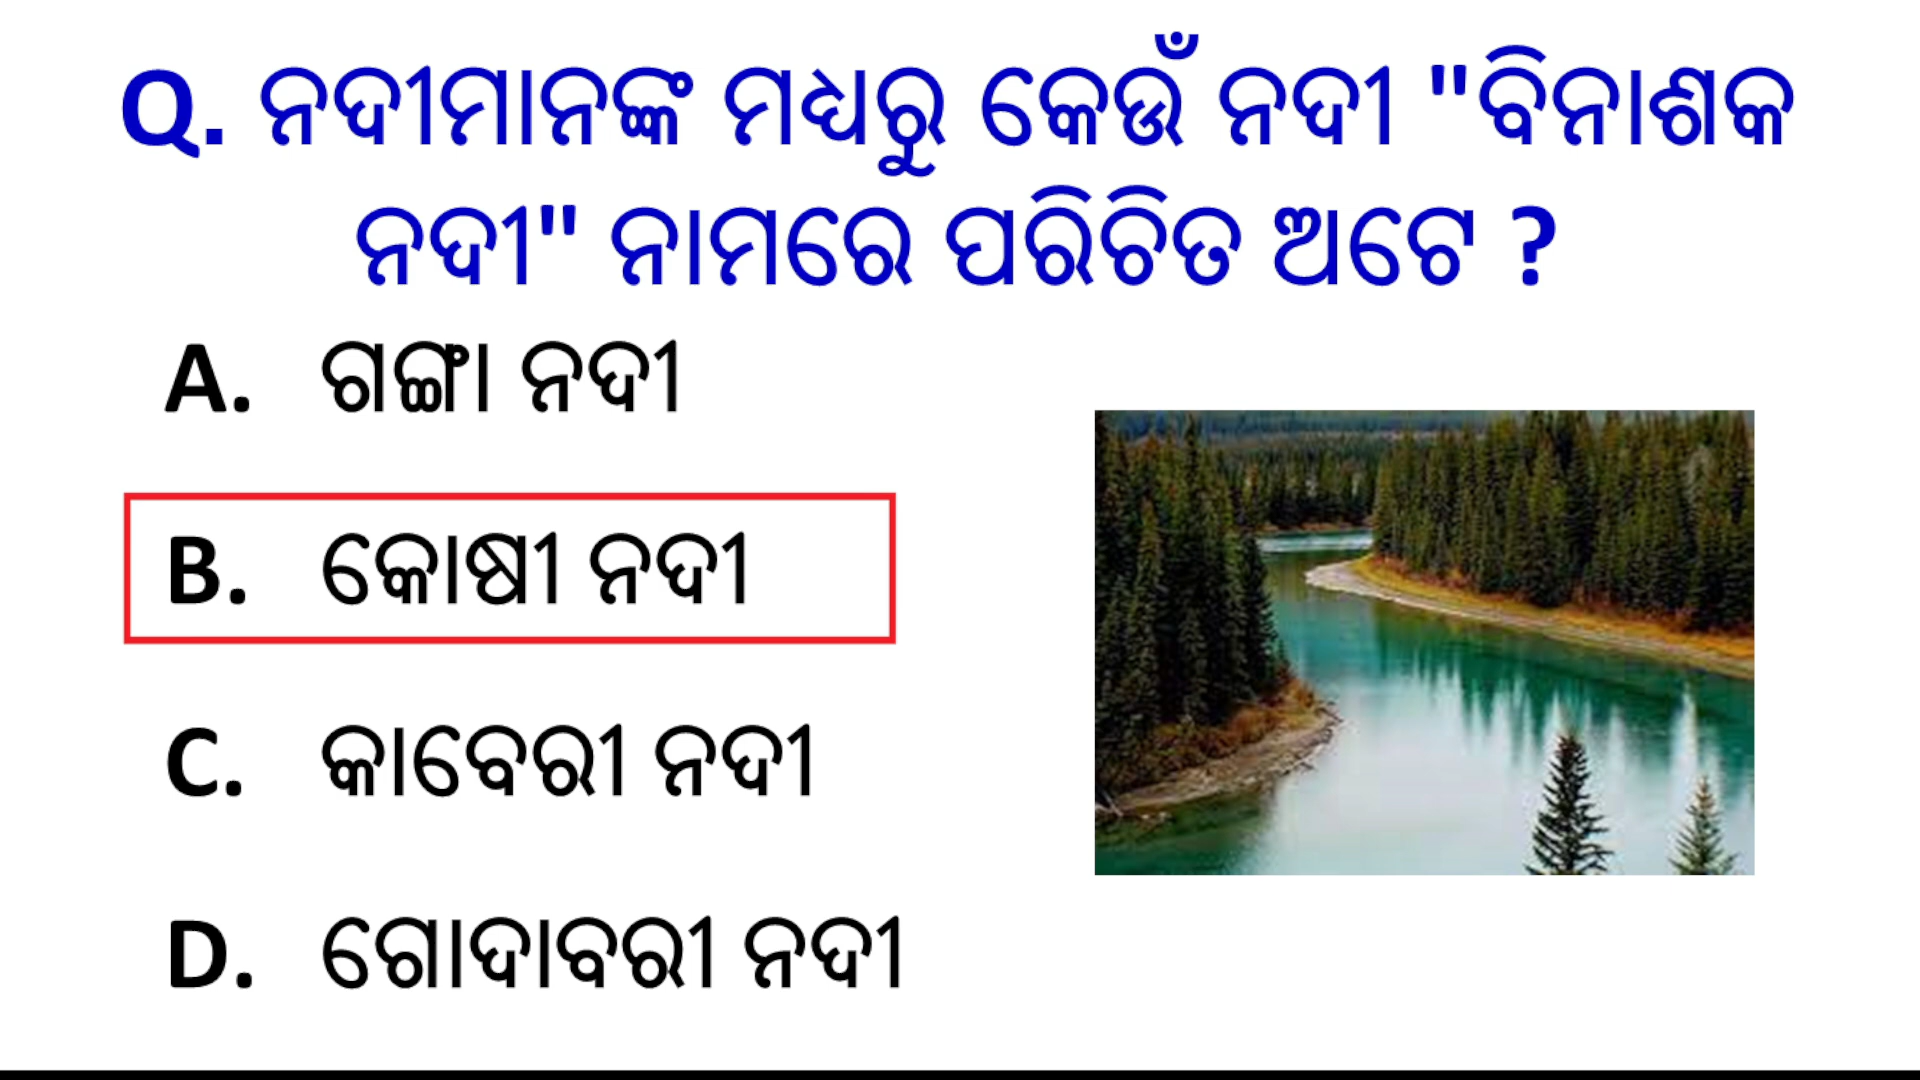 Q. ନଦୀମାନଙ୍କ ମଧ୍ୟରୁ କେଉଁ ନଦୀ "ବିନାଶକ
ନଦୀ" ନାମରେ ପରିଚିତ ଅଟେ ?
A. ଗଙ୍ଗା ନଦୀ
B. କୋଷୀ ନଦୀ
C. କାବେରୀ ନଦୀ
D. ଗୋଦାବରୀ ନଦୀ